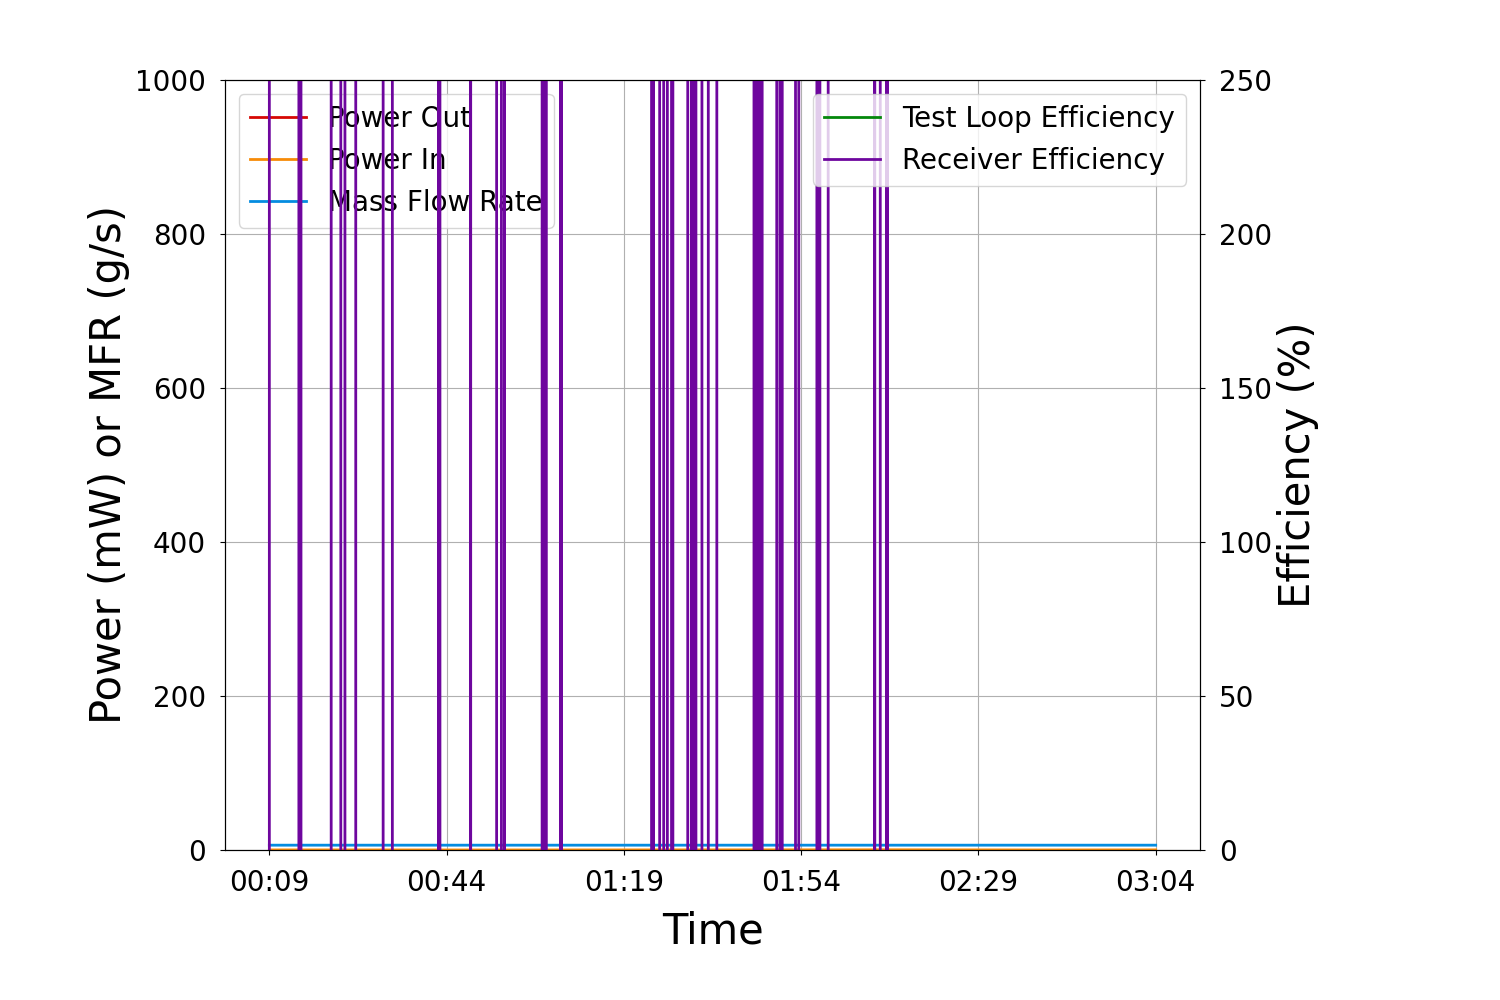 1000
800
600
400
200
0
Power (mW) or MFR (g/s)
Power Out
Power In
Mass Flow Rate
Test Loop Efficiency
Receiver Efficiency
250
200
150
100
50
0
Efficiency (%)
00:09 00:44 01:19 01:54 02:29 03:04
Time